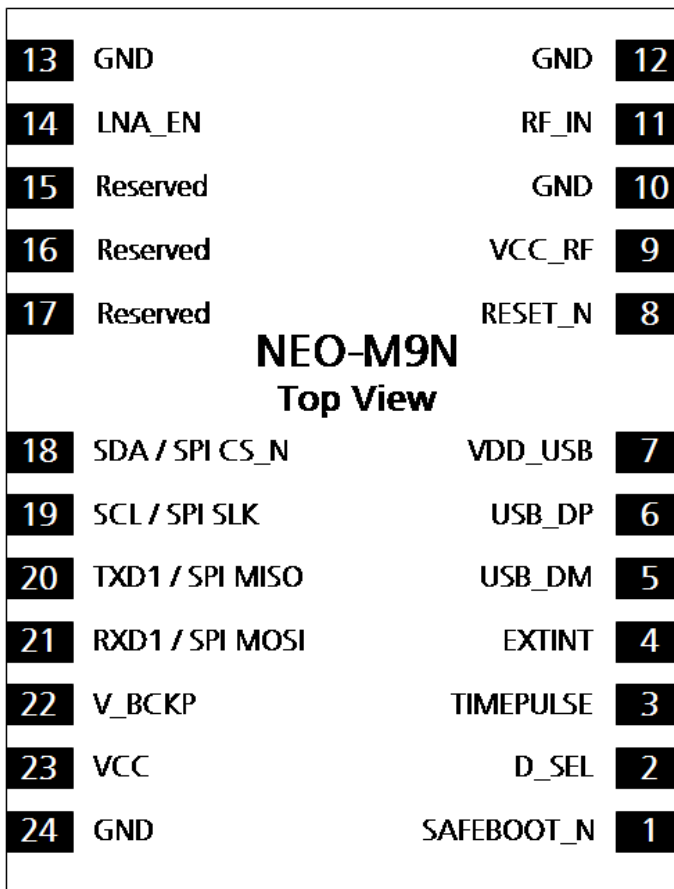 13 GND GND 12
14 LNA_EN RF_IN 11
15 Reserved GND 10
16 Reserved VCC_RF 9
17 Reserved RESET_N 8
NEO-M9N
Top View
18 SDA / SPI CS_N VDD_USB 7
19 SCL / SPI SLK USB_DP 6
20 TXD1 / SPI MISO USB_DM 5
21 RXD1 / SPI MOSI EXTINT 4
22 V_BCKP TIMEPULSE 3
23 VCC D_SEL 2
24 GND SAFEBOOT_N 1